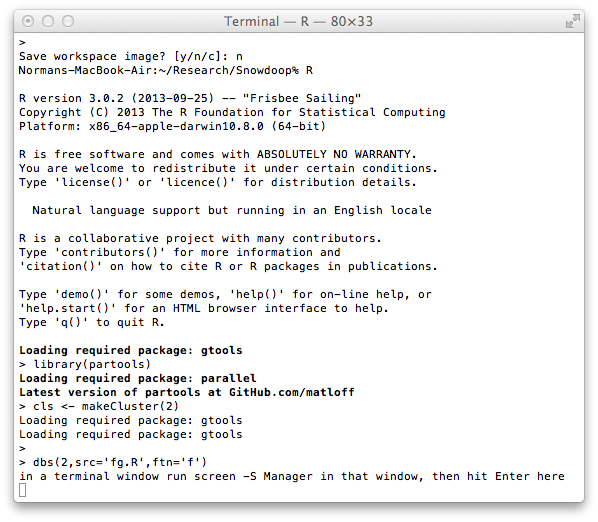 Terminal — R — 80×33
>
Save workspace image? [y/n/c]: n
Normans-MacBook-Air:~/Research/Snowdoop% R
R version 3.0.2 (2013-09-25) -- "Frisbee Sailing"
Copyright (C) 2013 The R Foundation for Statistical Computing
Platform: x86_64-apple-darwin10.8.0 (64-bit)
R is free software and comes with ABSOLUTELY NO WARRANTY.
You are welcome to redistribute it under certain conditions.
Type 'license()' or 'licence()' for distribution details.
Natural language support but running in an English locale
R is a collaborative project with many contributors.
Type 'contributors()' for more information and
'citation()' on how to cite R or R packages in publications.
Type 'demo()' for some demos, 'help()' for on-line help, or
'help.start()' for an HTML browser interface to help.
Type 'q()' to quit R.
Loading required package: gtools
> library(partools)
Loading required package: parallel
Latest version of partools at GitHub.com/matloff
> cls <- makeCluster(2)
Loading required package: gtools
Loading required package: gtools
>
> dbs(2,src='fg.R',ftn='f')
in a terminal window run screen -S Manager in that window, then hit Enter here